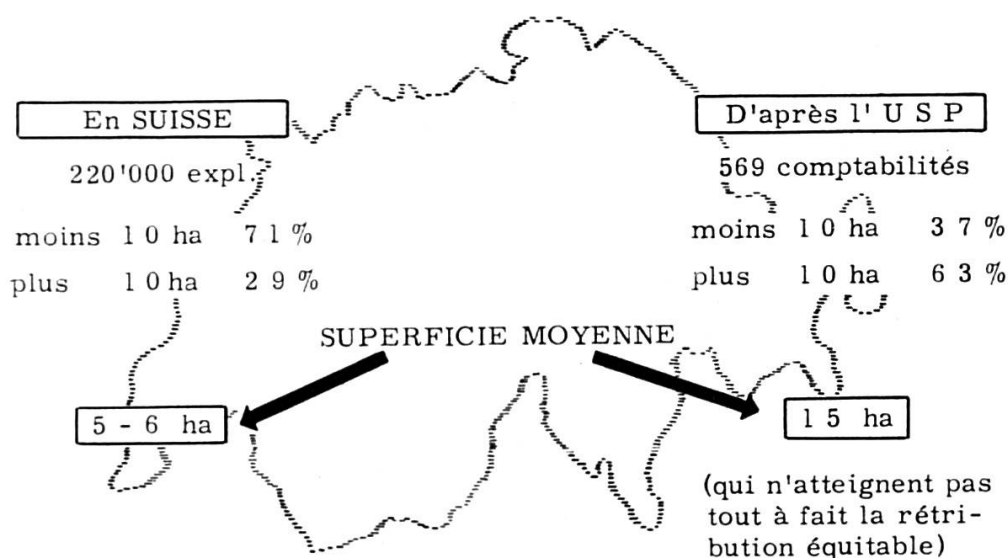 En SUISSE
220'000 expl.
moins 10 ha 71%
plus 10 ha 29%
D'après l'USP
569 comptabilités
moins 10 ha 37%
plus 10 ha 63%
SUPERFICIE MOYENNE
5 - 6 ha
15 ha
(qui n'atteignent pas
tout à fait la rétri-
bution équitable)